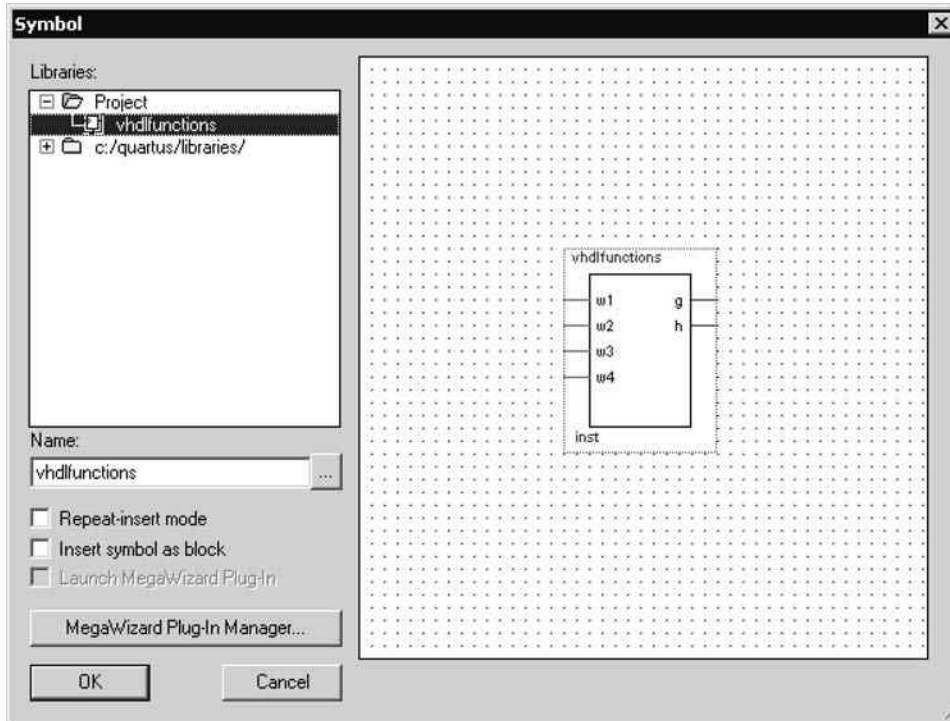 Symbol
Libraries:
Project
vhdlfunctions
c:/quartus/libraries/
Name:
vhdlfunctions
...
Repeat-insert mode
Insert symbol as block
Launch MegaWizard Plug-In
MegaWizard Plug-In Manager...
OK Cancel
vhdlfunctions
w1 g
w2 h
w3
w4
inst